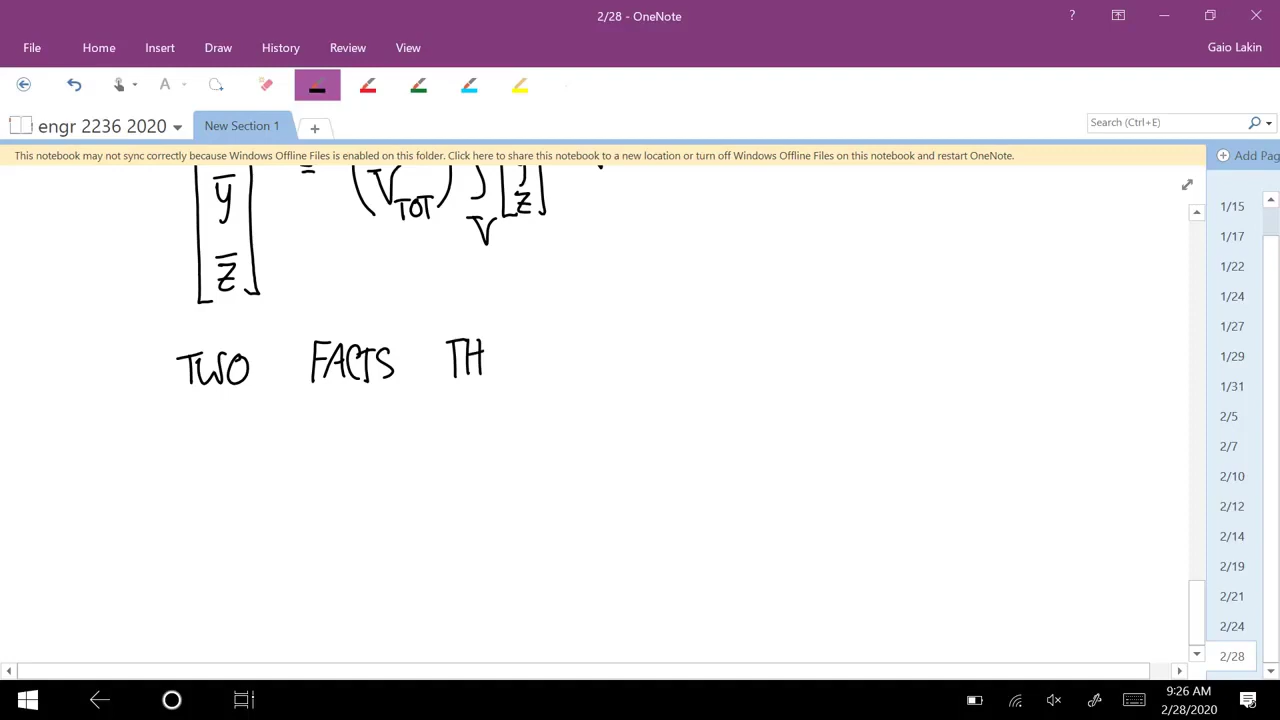 2/28 - OneNote
?
File Home Insert Draw History Review View
Gaio Lakin
A
engr 2236 2020
New Section 1
+
Search (Ctrl+E)
This notebook may not sync correctly because Windows Offline Files is enabled on this folder. Click here to share this notebook to a new location or turn off Windows Offline Files on this notebook and restart OneNote.
Add Pag
y̅ = (V_TOT) ∫ [z]
V
z̅
TWO FACTS TH
1/15
1/17
1/22
1/24
1/27
1/29
1/31
2/5
2/7
2/10
2/12
2/14
2/19
2/21
2/24
2/28
9:26 AM
2/28/2020